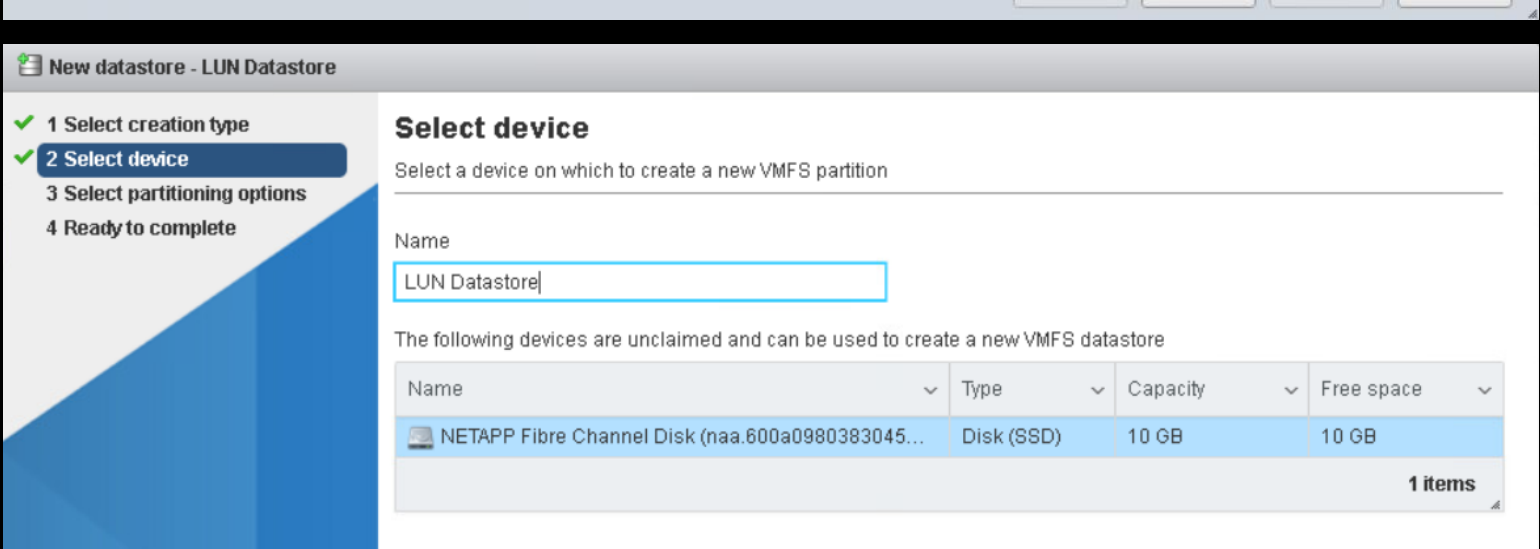 New datastore - LUN Datastore
1 Select creation type
2 Select device
3 Select partitioning options
4 Ready to complete
Select device
Select a device on which to create a new VMFS partition
Name
LUN Datastore
The following devices are unclaimed and can be used to create a new VMFS datastore
Name Type Capacity Free space
NETAPP Fibre Channel Disk (naa.600a0980383045... Disk (SSD) 10 GB 10 GB
1 items